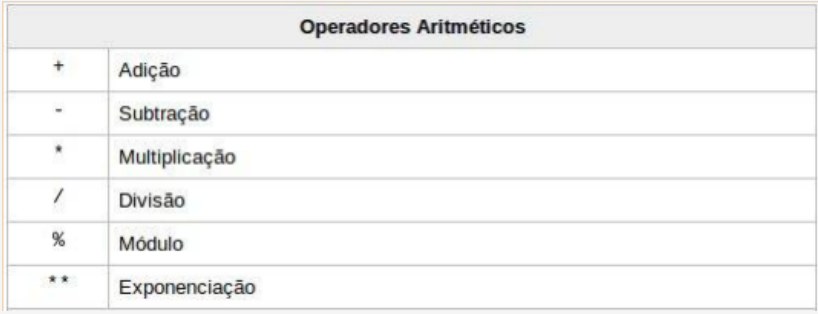 Operadores Aritméticos
+ Adição
- Subtração
* Multiplicação
/ Divisão
% Módulo
** Exponenciação